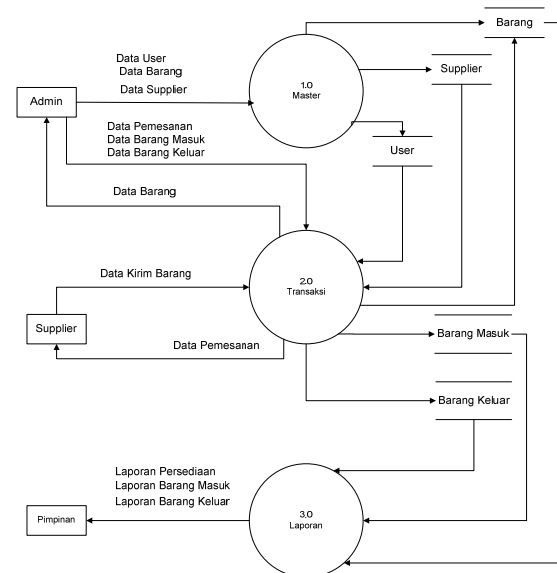 Barang
Data User
Data Barang
Data Supplier
1.0
Master
Supplier
Admin
Data Pemesanan
Data Barang Masuk
Data Barang Keluar
User
Data Barang
2.0
Transaksi
Data Kirim Barang
Supplier
Data Pemesanan
Barang Masuk
Barang Keluar
Laporan Persediaan
Laporan Barang Masuk
Laporan Barang Keluar
Pimpinan
3.0
Laporan